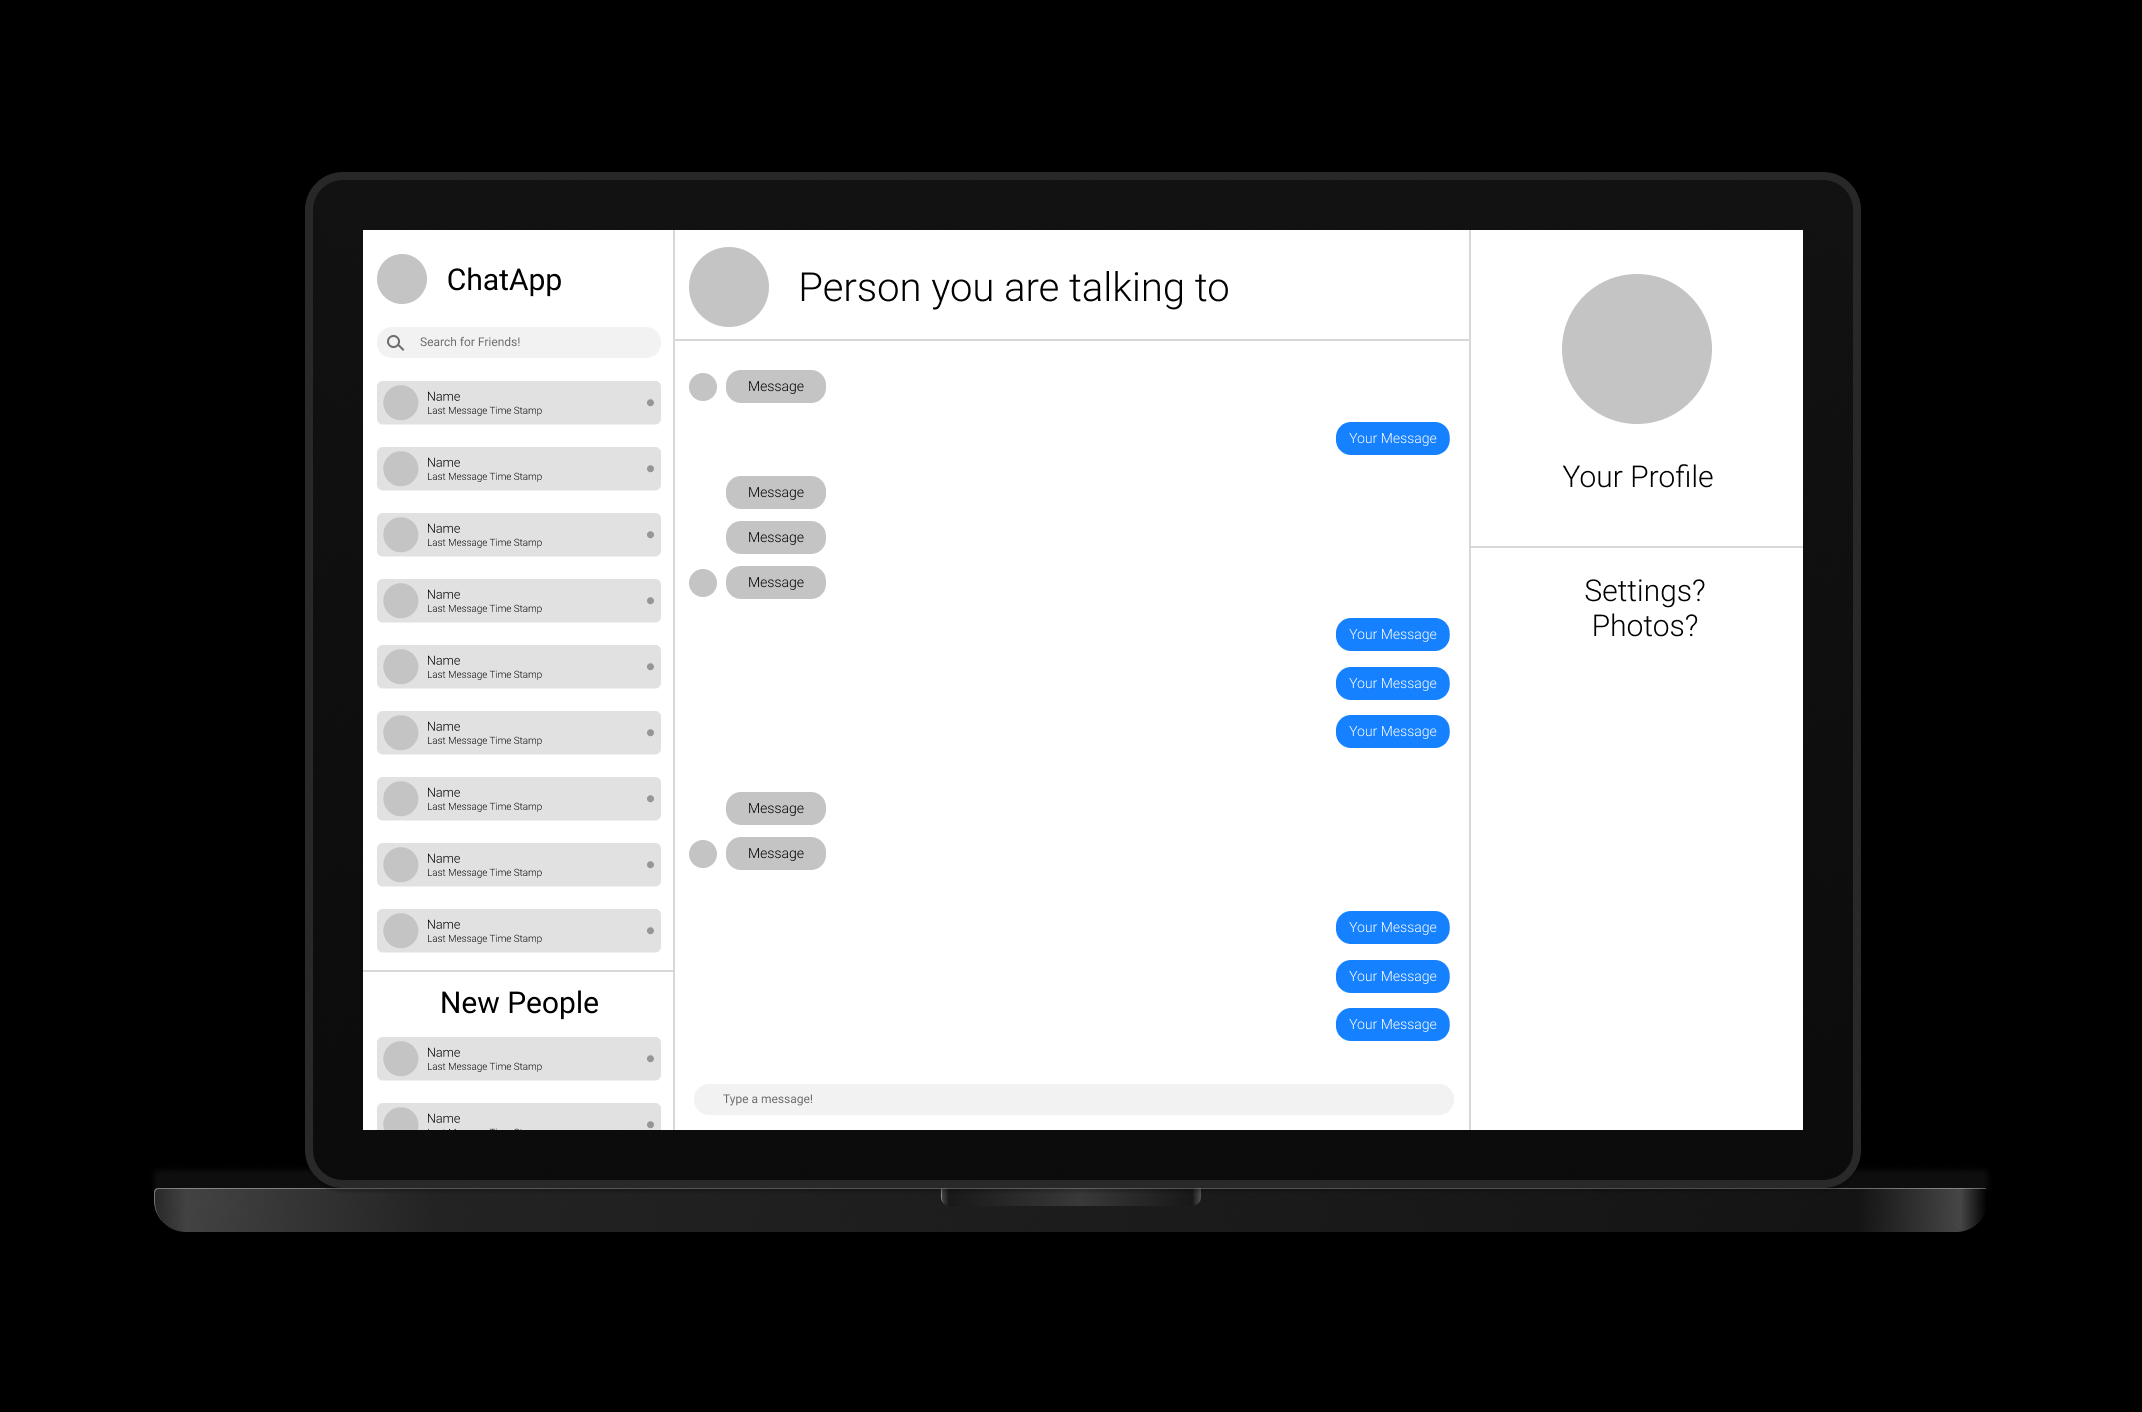 ChatApp
Search for Friends!
Name
Last Message Time Stamp
Name
Last Message Time Stamp
Name
Last Message Time Stamp
Name
Last Message Time Stamp
Name
Last Message Time Stamp
Name
Last Message Time Stamp
Name
Last Message Time Stamp
Name
Last Message Time Stamp
Name
Last Message Time Stamp
New People
Name
Last Message Time Stamp
Name
Person you are talking to
Message
Your Message
Message
Message
Message
Your Message
Your Message
Your Message
Message
Message
Your Message
Your Message
Your Message
Type a message!
Your Profile
Settings?
Photos?